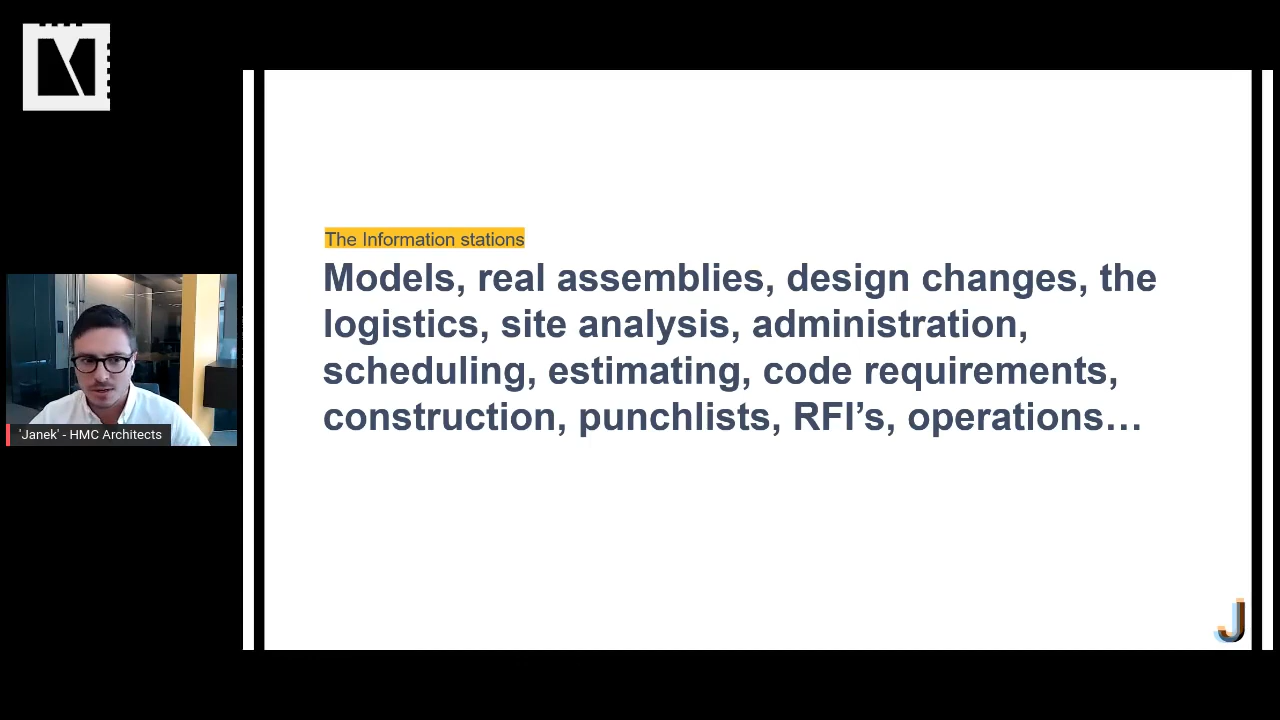 The Information stations
Models, real assemblies, design changes, the
logistics, site analysis, administration,
scheduling, estimating, code requirements,
construction, punchlists, RFI’s, operations…
'Janek' - HMC Architects
J